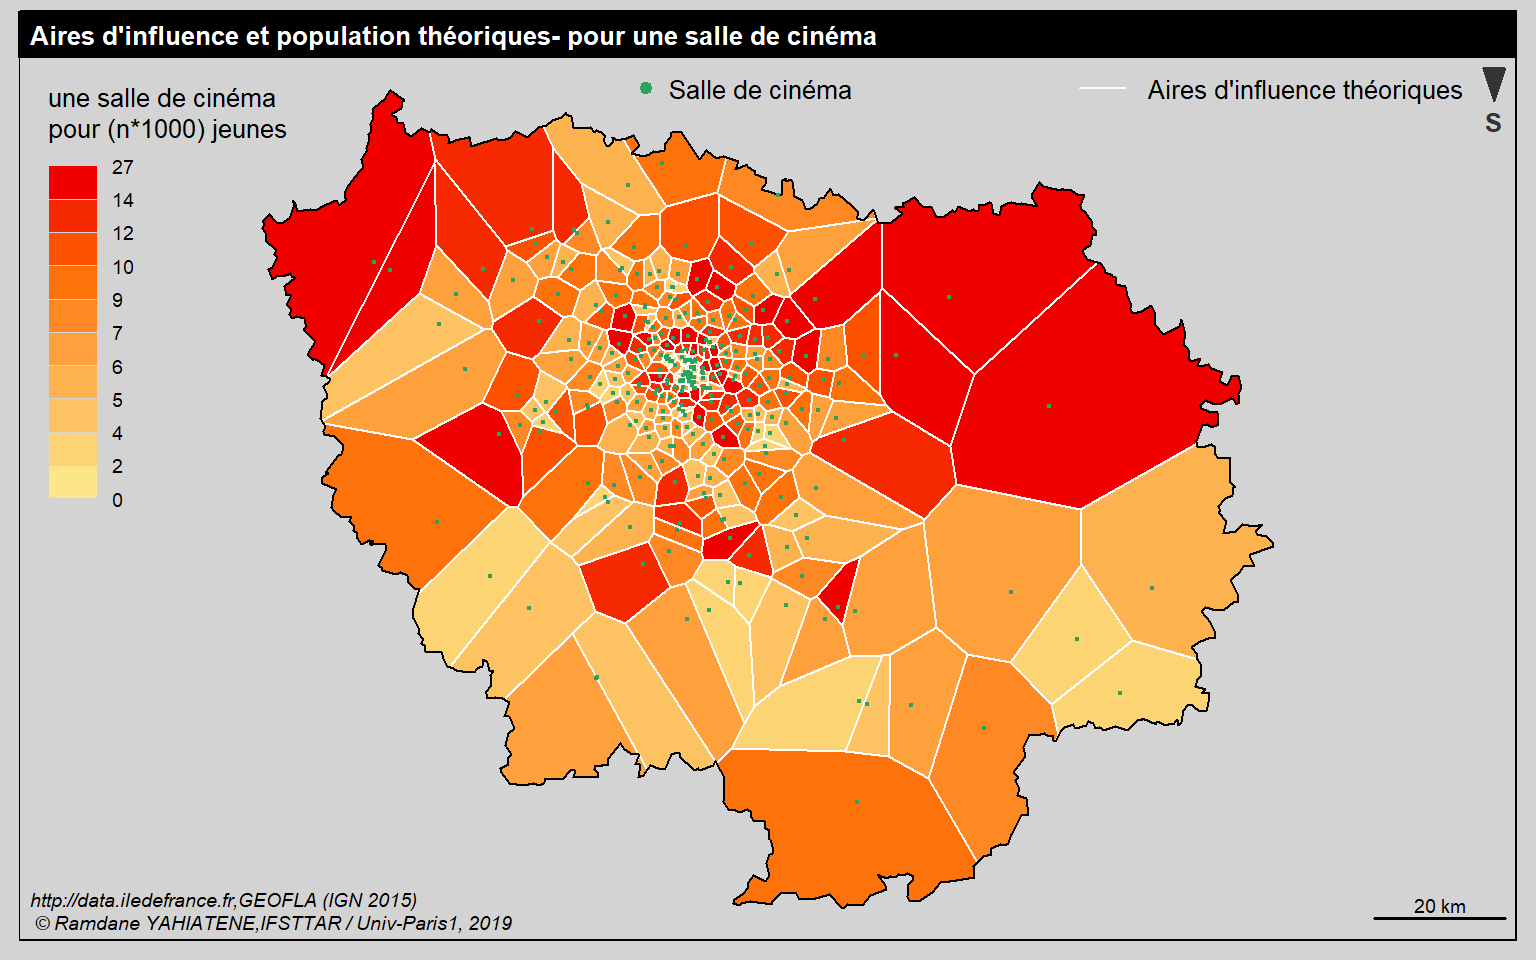 Aires d'influence et population théoriques- pour une salle de cinéma
une salle de cinéma
pour (n*1000) jeunes
Salle de cinéma
Aires d'influence théoriques
S
27
14
12
10
9
7
6
5
4
2
0
http://data.iledefrance.fr,GEOFLA (IGN 2015)
© Ramdane YAHIATENE,IFSTTAR / Univ-Paris1, 2019
20 km